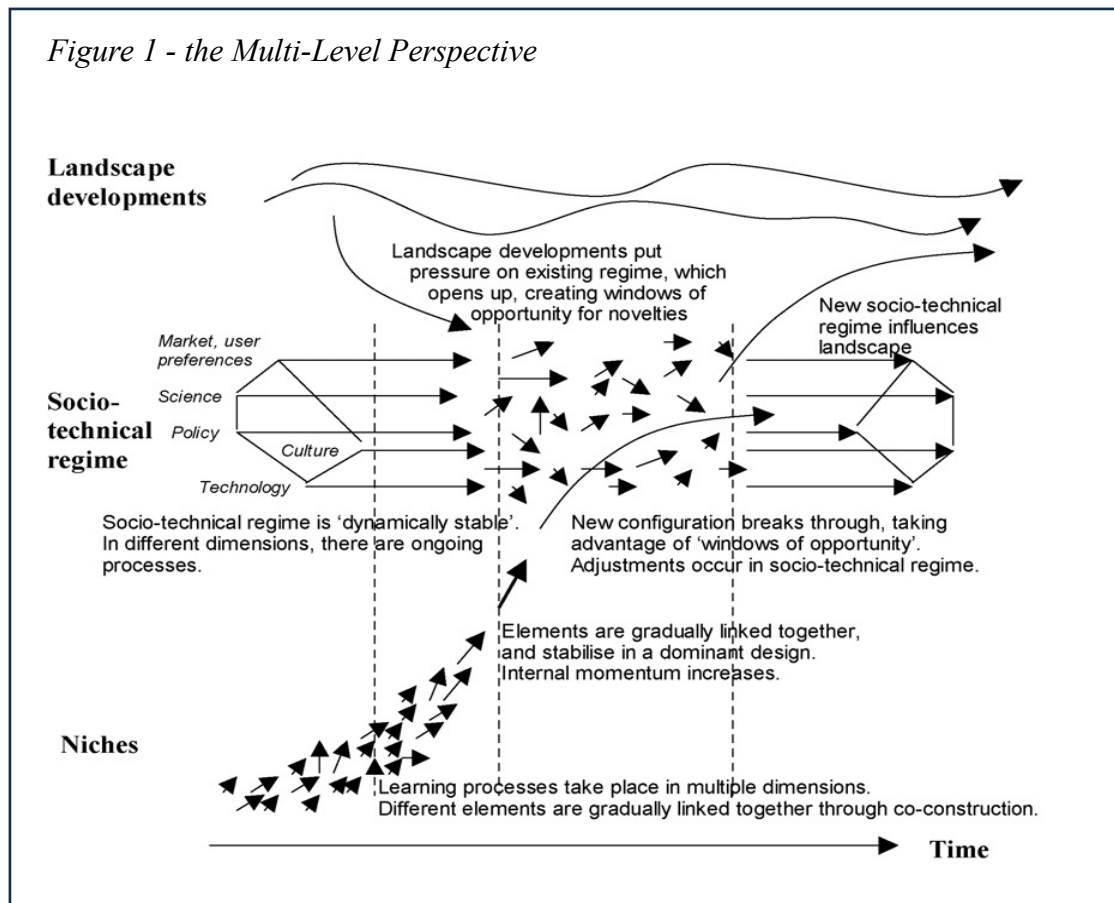 Figure 1 - the Multi-Level Perspective
Landscape
developments
Landscape developments put
pressure on existing regime, which
opens up, creating windows of
opportunity for novelties
New socio-technical
regime influences
landscape
Market, user
preferences
Science
Policy
Culture
Technology
Socio-
technical
regime
Socio-technical regime is ‘dynamically stable’.
In different dimensions, there are ongoing
processes.
New configuration breaks through, taking
advantage of ‘windows of opportunity’.
Adjustments occur in socio-technical regime.
Elements are gradually linked together,
and stabilise in a dominant design.
Internal momentum increases.
Niches
Learning processes take place in multiple dimensions.
Different elements are gradually linked together through co-construction.
Time